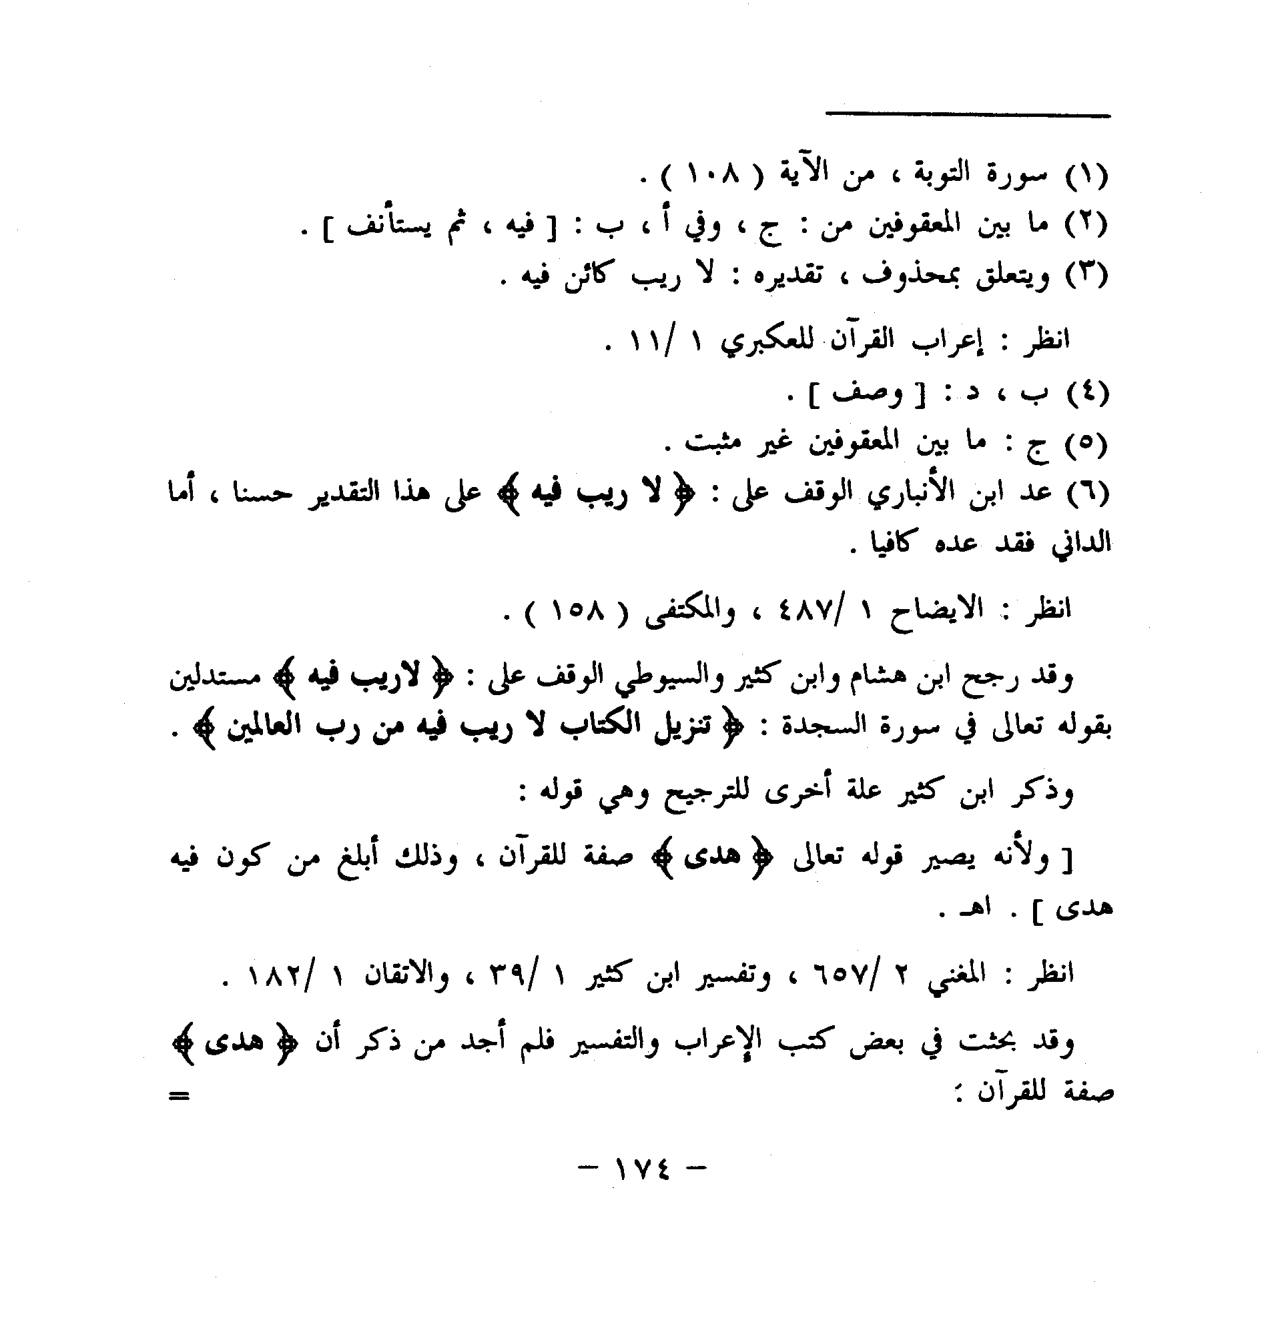 (١) سورة التوبة ، من الآية ( ١٠٨ ) .
(٢) ما بين المعقوفين من : ج ، وفي أ ، ب : [ فيه ، ثم يستأنف ] .
(٣) ويتعلق بمحذوف ، تقديره : لا ريب كائن فيه .
انظر : إعراب القرآن للعكبري ١ /١١ .
(٤) ب ، د : [ وصف ] .
(٥) ج : ما بين المعقوفين غير مثبت .
(٦) عد ابن الأنباري الوقف على : ﴿ لا ريب فيه ﴾ على هذا التقدير حسنا ، أما
الداني فقد عده كافيا .
انظر : الايضاح ١ /٤٨٧ ، والمكتفى ( ١٥٨ ) .
وقد رجح ابن هشام وابن كثير والسيوطي الوقف على : ﴿ لاريب فيه ﴾ مستدلين
بقوله تعالى في سورة السجدة : ﴿ تنزيل الكتاب لا ريب فيه من رب العالمين ﴾ .
وذكر ابن كثير علة أخرى للترجيح وهي قوله :
[ ولأنه يصير قوله تعالى ﴿ هدى ﴾ صفة للقرآن ، وذلك أبلغ من كون فيه
هدى ] . اهـ .
انظر : المغني ٢ /٦٥٧ ، وتفسير ابن كثير ١ /٣٩ ، والاتقان ١ /١٨٢ .
وقد بحثت في بعض كتب الإعراب والتفسير فلم أجد من ذكر أن ﴿ هدى ﴾
صفة للقرآن : =
– ١٧٤ –